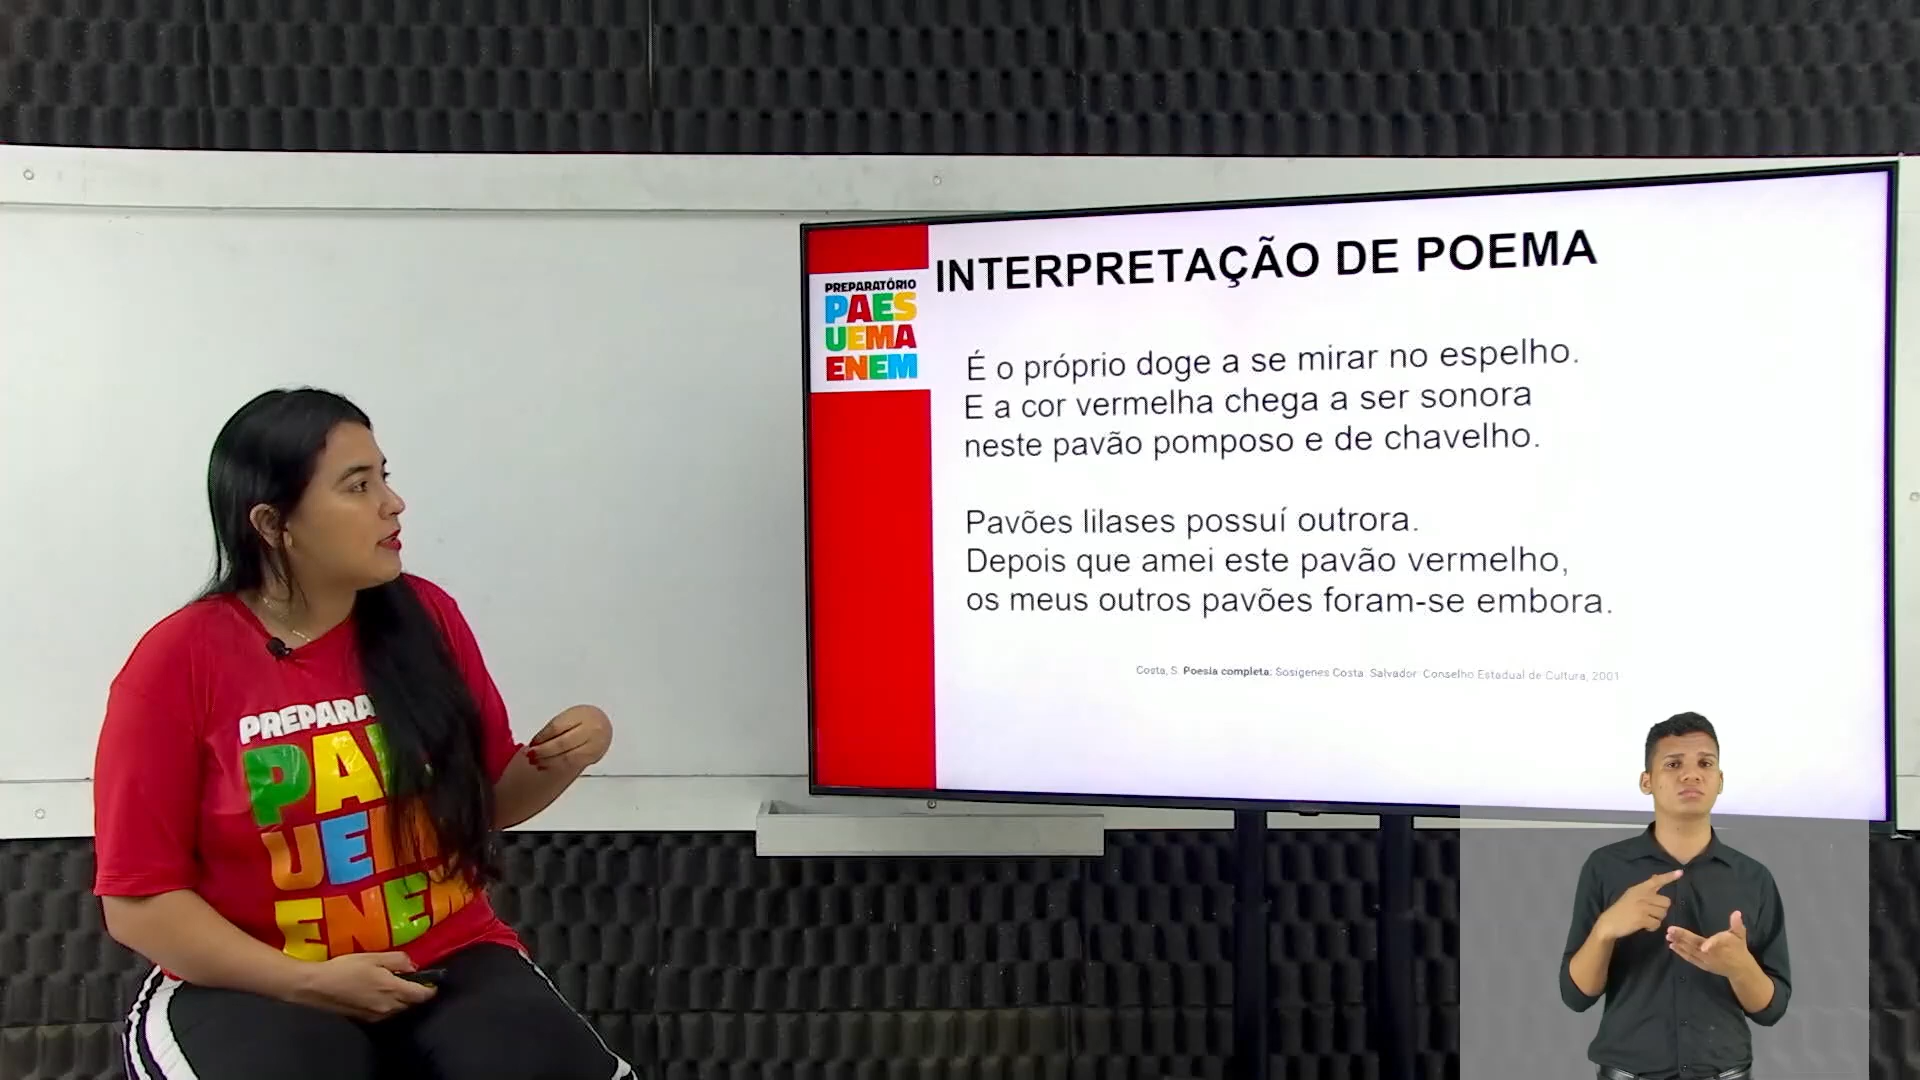 INTERPRETAÇÃO DE POEMA
PREPARATÓRIO
PAES
UEMA
ENEM
É o próprio doge a se mirar no espelho.
E a cor vermelha chega a ser sonora
neste pavão pomposo e de chavelho.
Pavões lilases possuí outrora.
Depois que amei este pavão vermelho,
os meus outros pavões foram-se embora.
Costa, S. Poesia completa: Sosígenes Costa. Salvador: Conselho Estadual de Cultura, 2001
PREPARA
PA
UEM
ENEM